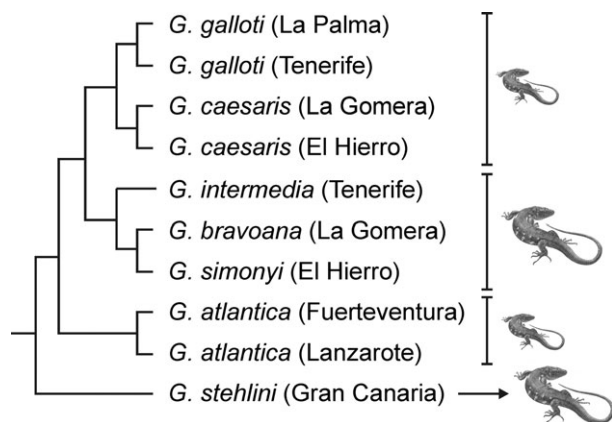 G. galloti (La Palma)
G. galloti (Tenerife)
G. caesaris (La Gomera)
G. caesaris (El Hierro)
G. intermedia (Tenerife)
G. bravoana (La Gomera)
G. simonyi (El Hierro)
G. atlantica (Fuerteventura)
G. atlantica (Lanzarote)
G. stehlini (Gran Canaria)